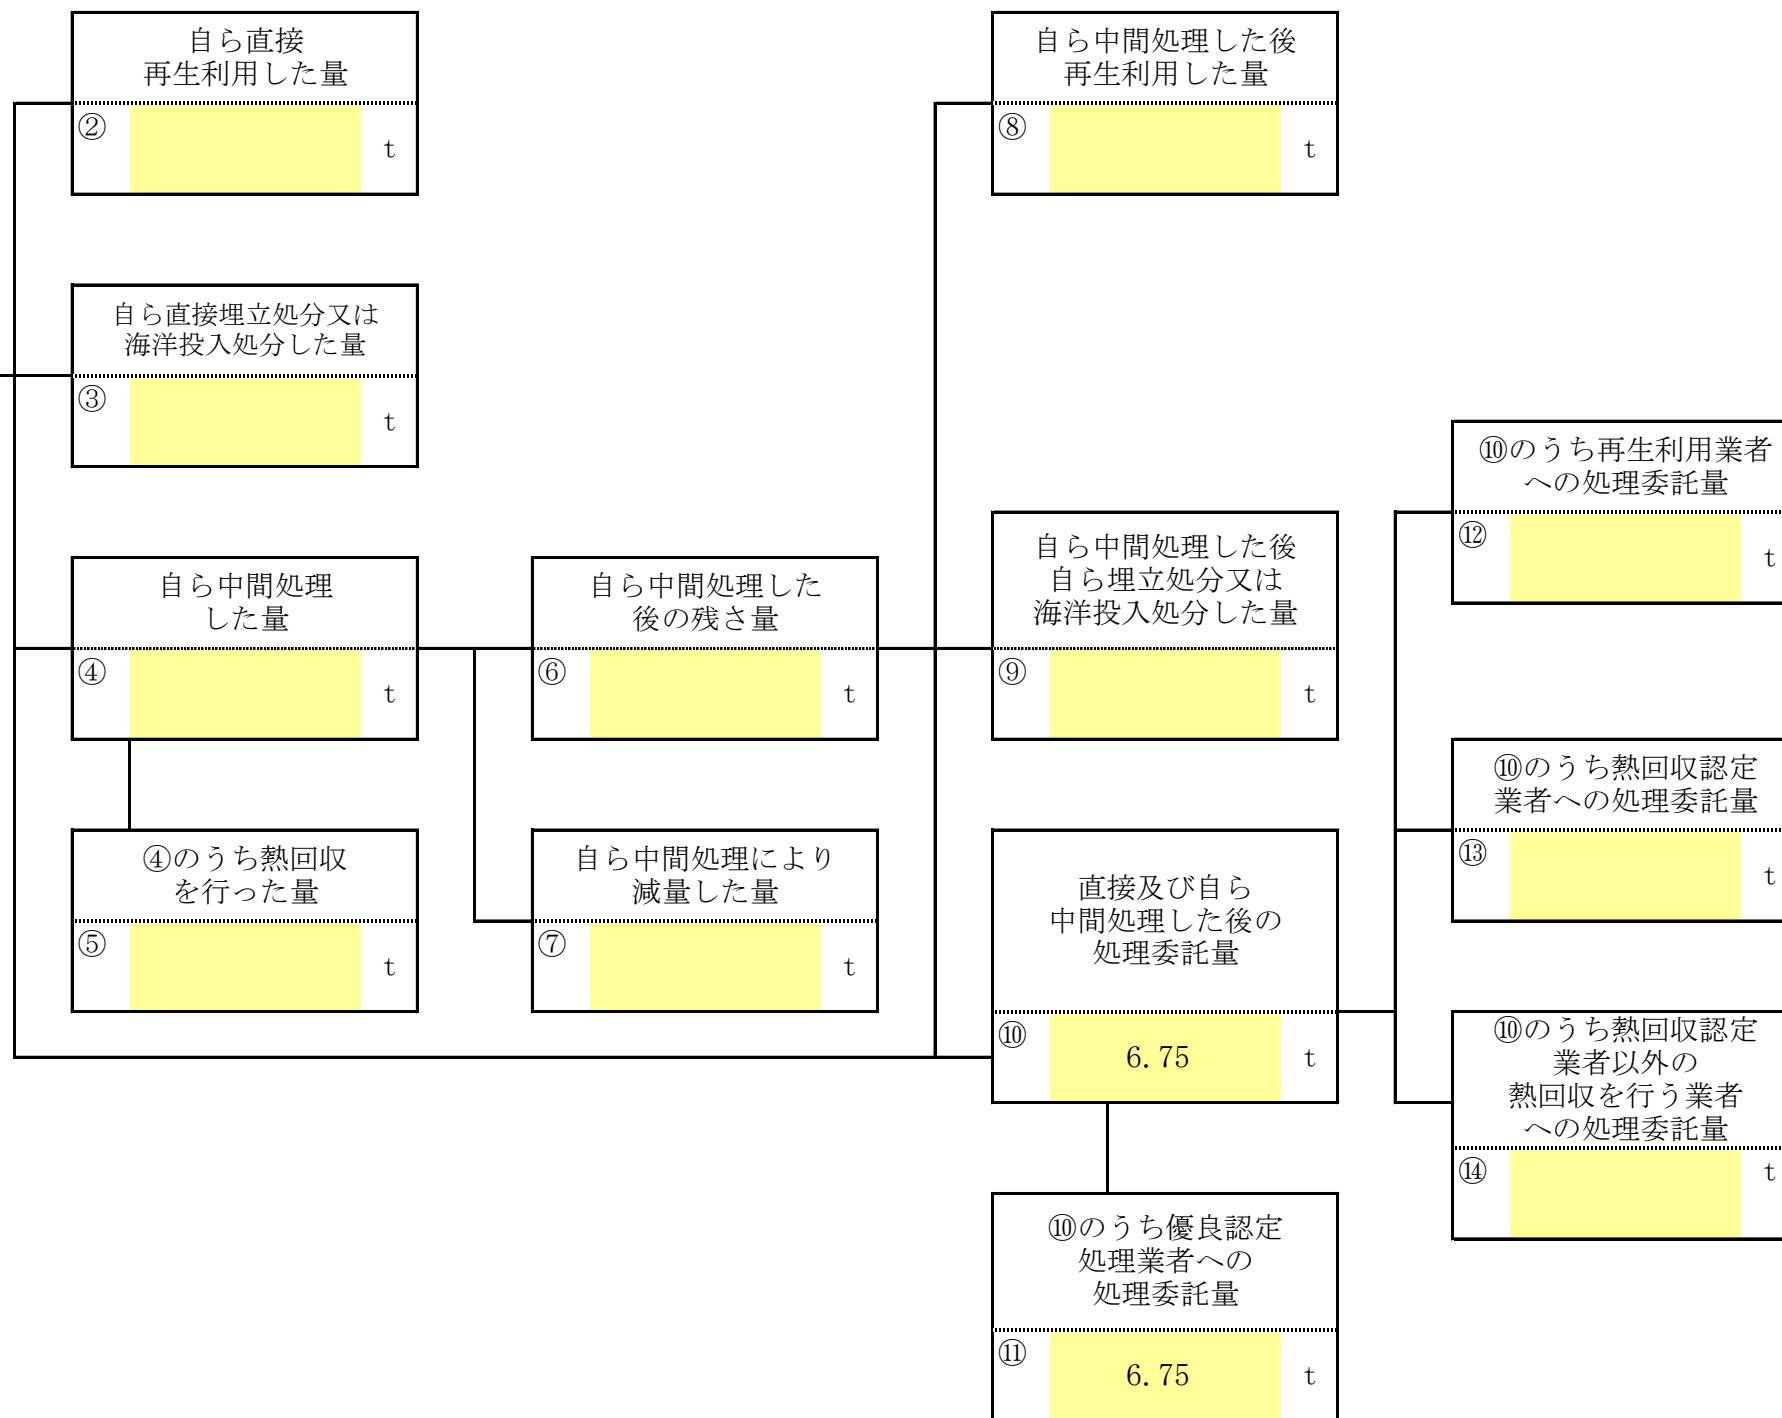 自ら直接
再生利用した量
②
t
自ら中間処理した後
再生利用した量
⑧
t
自ら直接埋立処分又は
海洋投入処分した量
③
t
⑩のうち再生利用業者
への処理委託量
⑫
t
自ら中間処理
した量
④
t
自ら中間処理した
後の残さ量
⑥
t
自ら中間処理した後
自ら埋立処分又は
海洋投入処分した量
⑨
t
⑩のうち熱回収認定
業者への処理委託量
⑬
t
④のうち熱回収
を行った量
⑤
t
自ら中間処理により
減量した量
⑦
t
直接及び自ら
中間処理した後の
処理委託量
⑩
6.75 t
⑩のうち熱回収認定
業者以外の
熱回収を行う業者
への処理委託量
⑭
t
⑩のうち優良認定
処理業者への
処理委託量
⑪
6.75 t